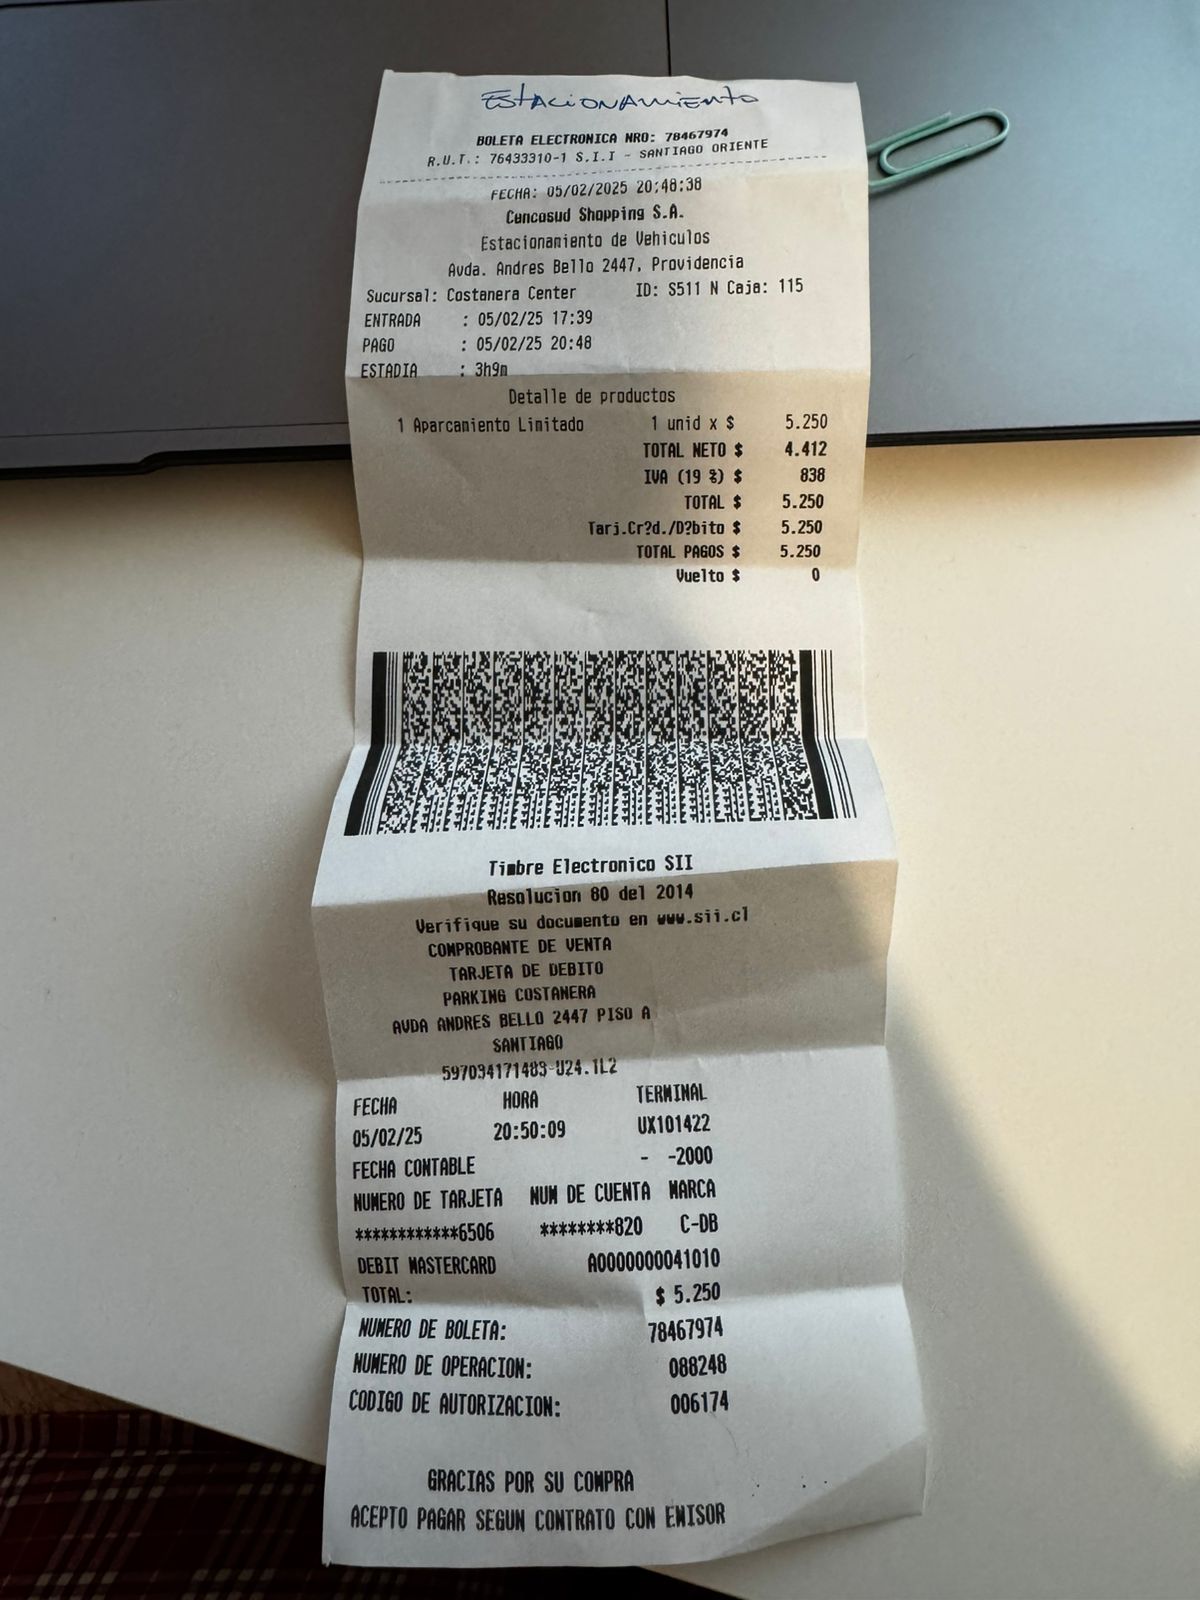 Estacionamiento
BOLETA ELECTRONICA NRO: 78467974
R.U.T.: 76433310-1 S.I.I - SANTIAGO ORIENTE
FECHA: 05/02/2025 20:48:38
Cencosud Shopping S.A.
Estacionamiento de Vehiculos
Avda. Andres Bello 2447, Providencia
Sucursal: Costanera Center ID: S511 N Caja: 115
ENTRADA : 05/02/25 17:39
PAGO : 05/02/25 20:48
ESTADIA : 3h9m
Detalle de productos
1 Aparcamiento Limitado 1 unid x $ 5.250
TOTAL NETO $ 4.412
IVA (19 %) $ 838
TOTAL $ 5.250
Tarj.Cr?d./D?bito $ 5.250
TOTAL PAGOS $ 5.250
Vuelto $ 0
Timbre Electronico SII
Resolucion 80 del 2014
Verifique su documento en www.sii.cl
COMPROBANTE DE VENTA
TARJETA DE DEBITO
PARKING COSTANERA
AVDA ANDRES BELLO 2447 PISO A
SANTIAGO
597034171483-U24.1L2
FECHA HORA TERMINAL
05/02/25 20:50:09 UX101422
FECHA CONTABLE - -2000
NUMERO DE TARJETA NUM DE CUENTA MARCA
************6506 ********820 C-DB
DEBIT MASTERCARD A0000000041010
TOTAL: $ 5.250
NUMERO DE BOLETA: 78467974
NUMERO DE OPERACION: 088248
CODIGO DE AUTORIZACION: 006174
GRACIAS POR SU COMPRA
ACEPTO PAGAR SEGUN CONTRATO CON EMISOR